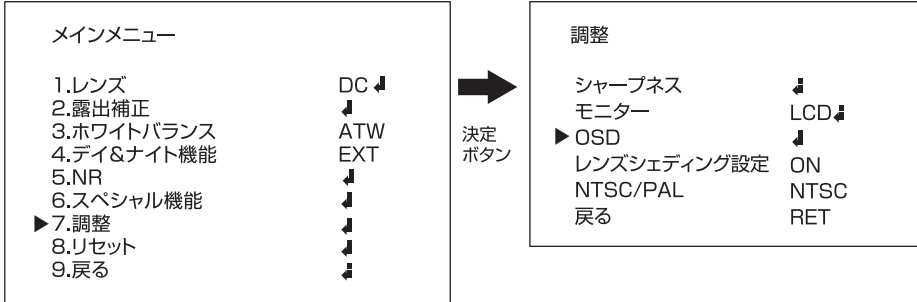 メインメニュー
1.レンズ DC
2.露出補正
3.ホワイトバランス ATW
4.デイ&ナイト機能 EXT
5.NR
6.スペシャル機能
▶7.調整
8.リセット
9.戻る
決定
ボタン
調整
シャープネス
モニター LCD
▶OSD
レンズシェディング設定 ON
NTSC/PAL NTSC
戻る RET